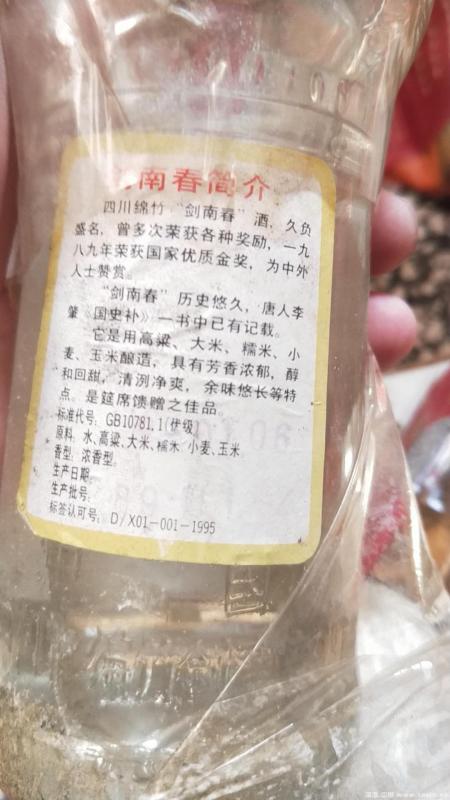 南春简介
四川绵竹“剑南春”酒，久负
盛名，曾多次荣获各种奖励，一九
八九年荣获国家优质金奖，为中外
人士赞赏。
“剑南春”历史悠久，唐人李
肇《国史补》一书中已有记载。
它是用高粱、大米、糯米、小
麦、玉米酿造，具有芳香浓郁，醇
和回甜，清洌净爽，余味悠长等特
点。是筵席馈赠之佳品。
标准代号：GB10781.1(优级)
原料：水、高粱、大米、糯米、小麦、玉米
香型：浓香型。
生产日期：
生产批号：
标签认可号：D/X01-001-1995